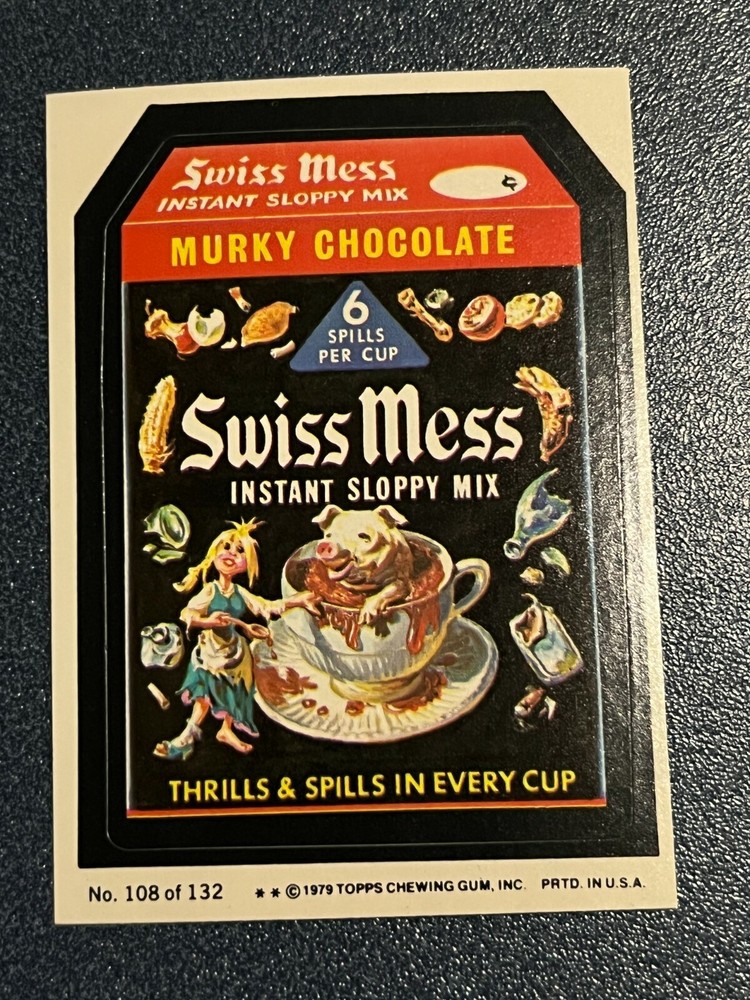 Swiss Mess
INSTANT SLOPPY MIX
¢
MURKY CHOCOLATE
6
SPILLS
PER CUP
Swiss Mess
INSTANT SLOPPY MIX
THRILLS & SPILLS IN EVERY CUP
No. 108 of 132 ** © 1979 TOPPS CHEWING GUM, INC. PRTD. IN U.S.A.